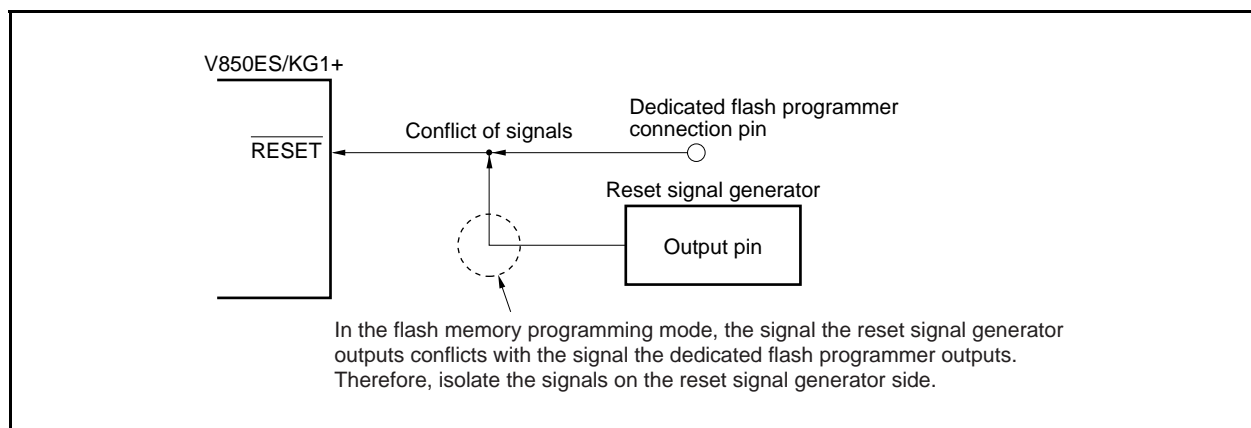 V850ES/KG1+
RESET
Conflict of signals
Dedicated flash programmer
connection pin
Reset signal generator
Output pin
In the flash memory programming mode, the signal the reset signal generator
outputs conflicts with the signal the dedicated flash programmer outputs.
Therefore, isolate the signals on the reset signal generator side.